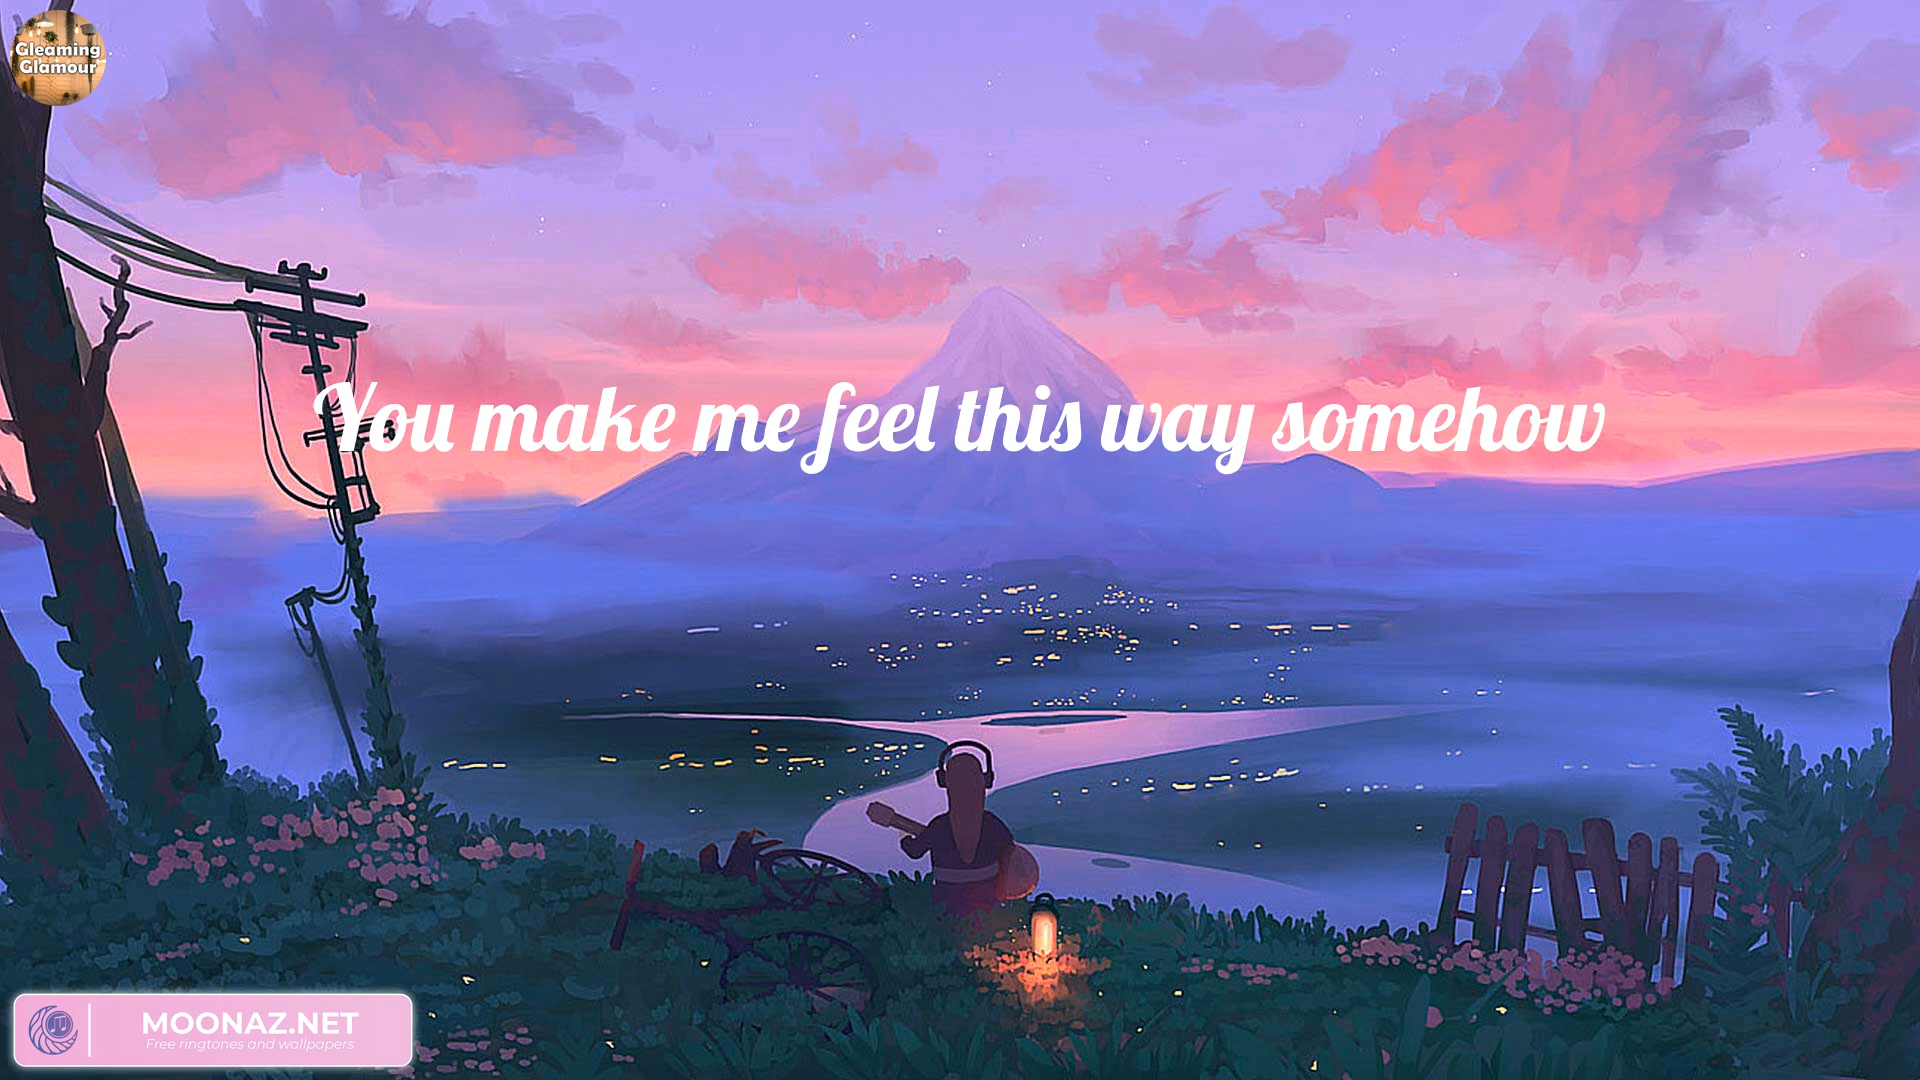 Gleaming
Glamour
You make me feel this way somehow
MOONAZ.NET
Free ringtones and wallpapers